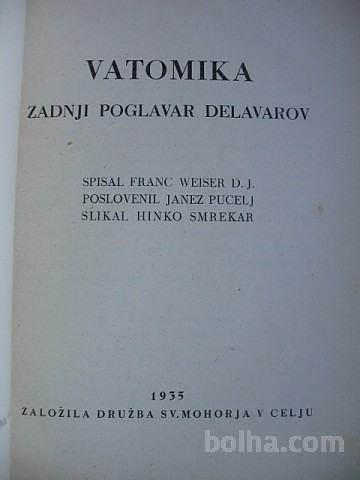 VATOMIKA
ZADNJI POGLAVAR DELAVAROV
SPISAL FRANC WEISER D. J.
POSLOVENIL JANEZ PUCELJ
SLIKAL HINKO SMREKAR
1935
ZALOŽILA DRUŽBA SV. MOHORJA V CELJU
bolha.com